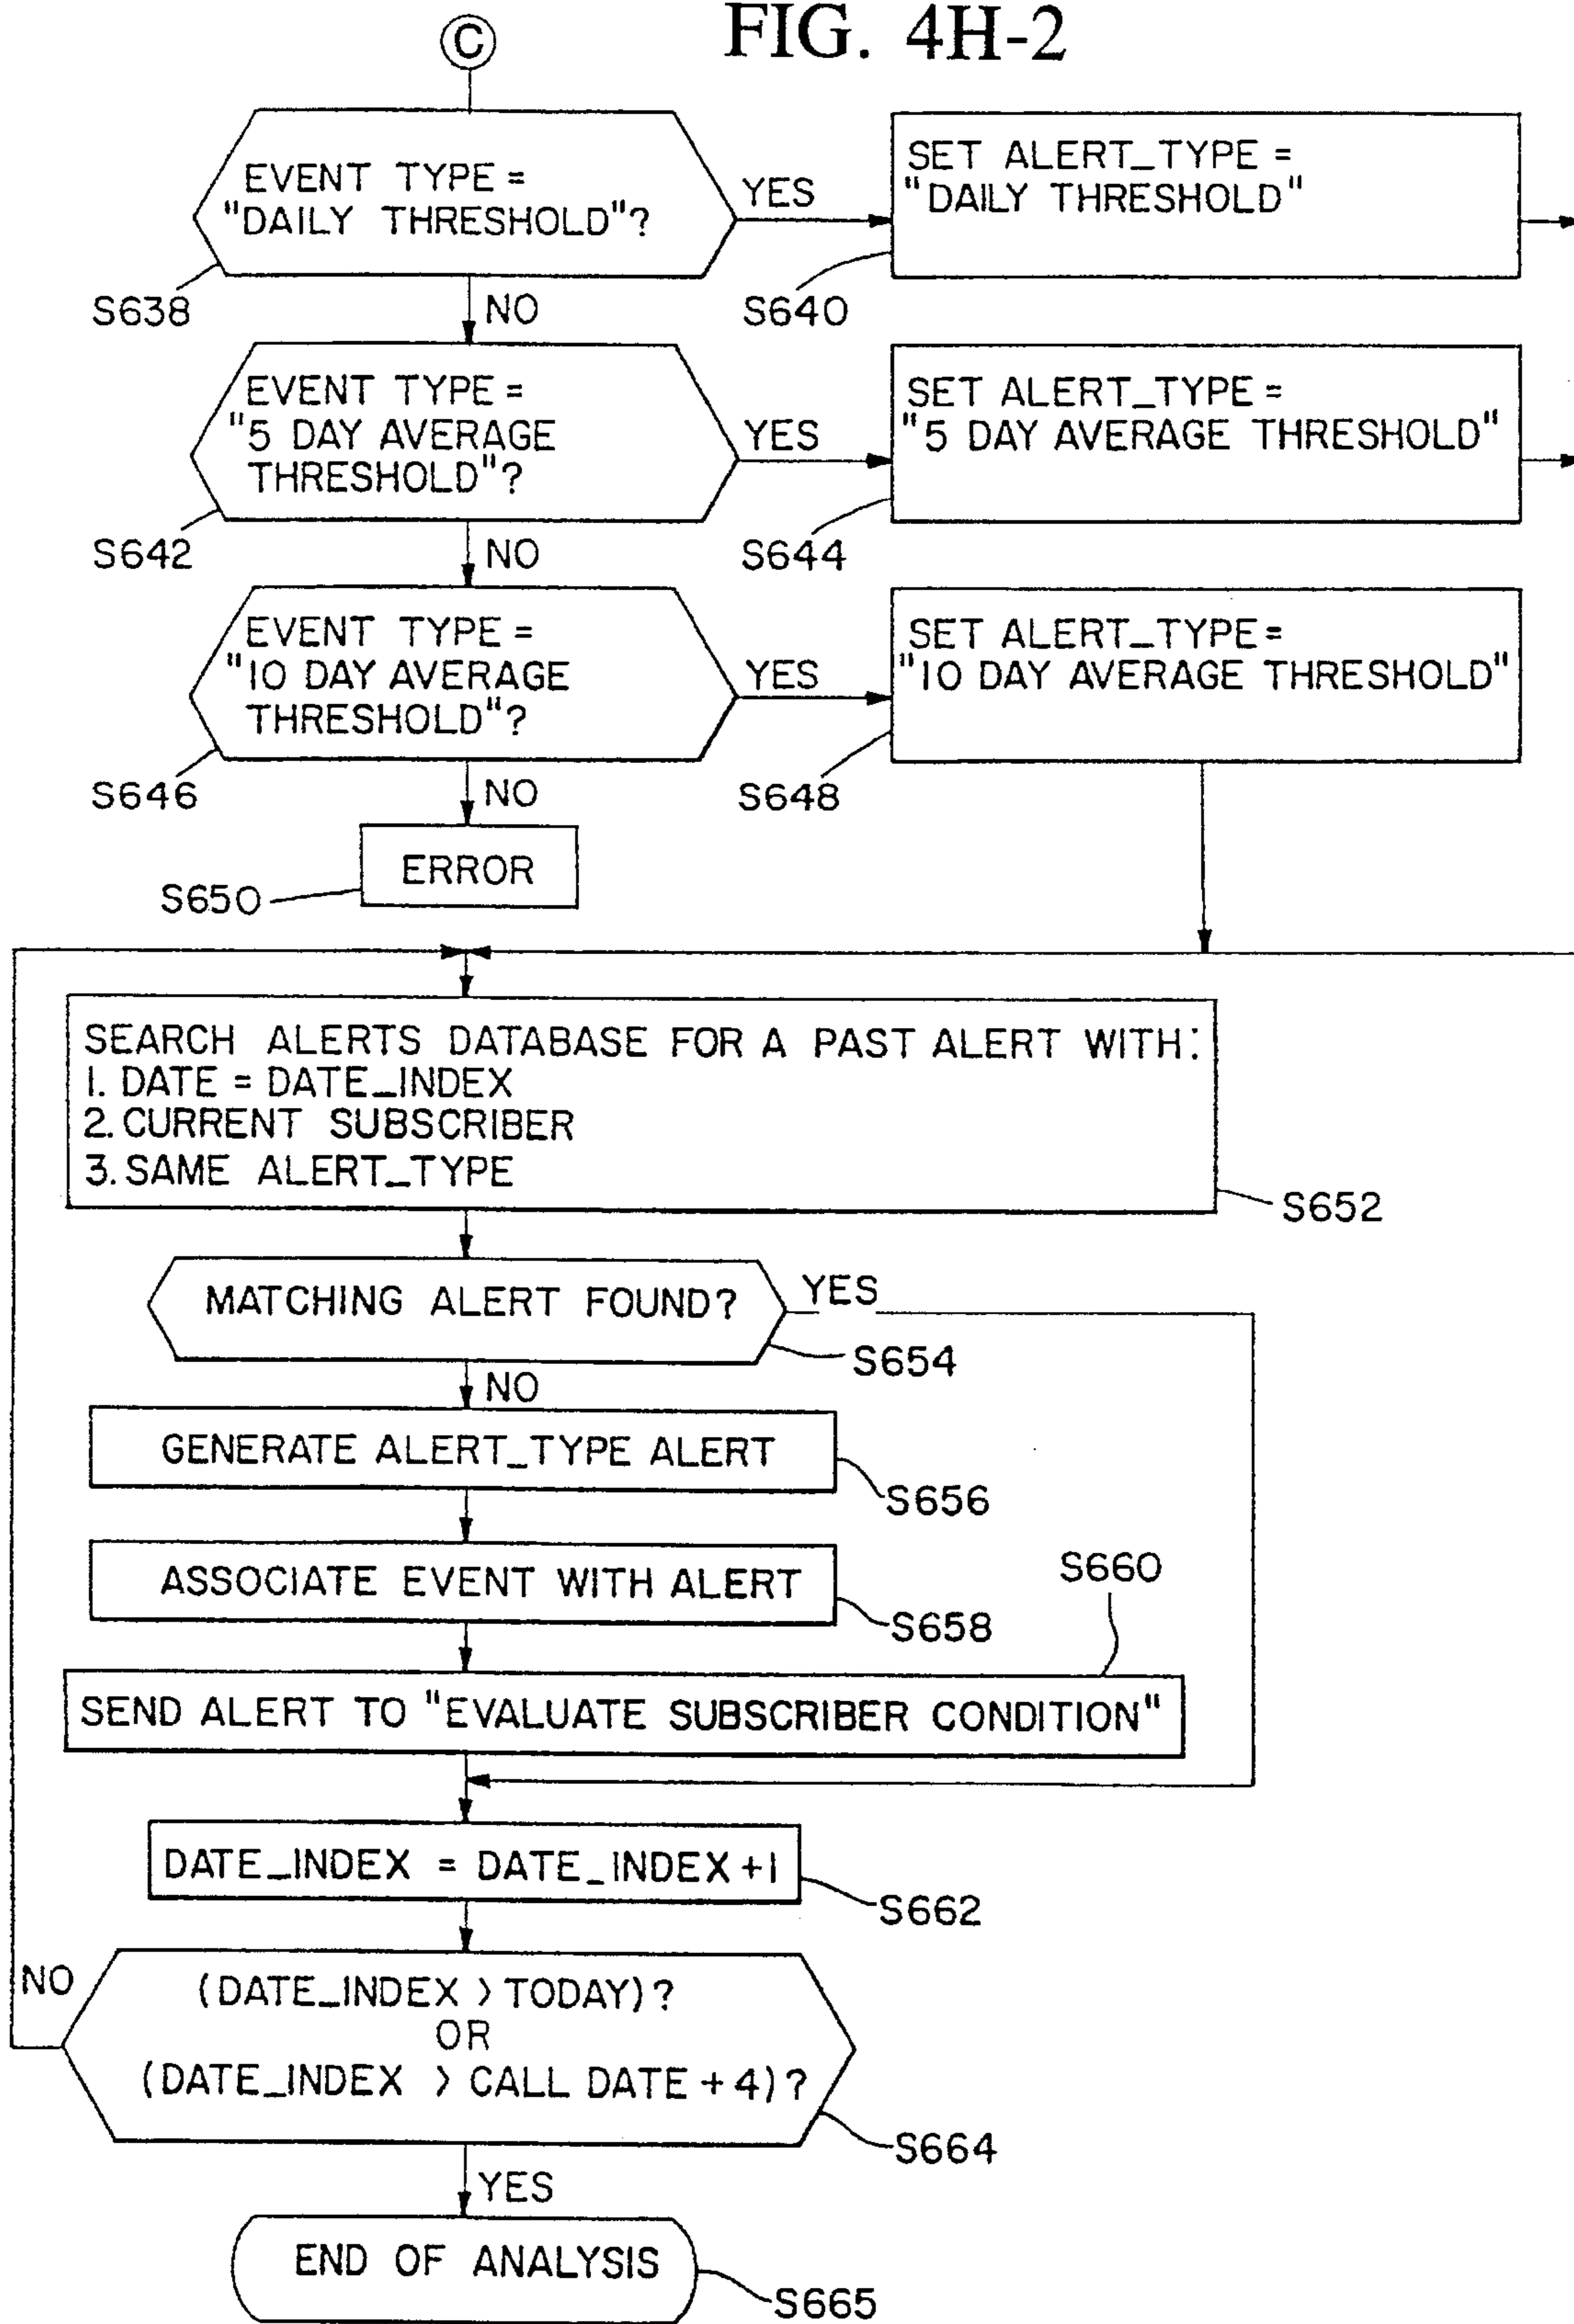 FIG. 4H-2
C
EVENT TYPE =
"DAILY THRESHOLD"?
YES
SET ALERT_TYPE =
"DAILY THRESHOLD"
S638
NO
S640
EVENT TYPE =
"5 DAY AVERAGE
THRESHOLD"?
YES
SET ALERT_TYPE =
"5 DAY AVERAGE THRESHOLD"
S642
NO
S644
EVENT TYPE =
"10 DAY AVERAGE
THRESHOLD"?
YES
SET ALERT_TYPE=
"10 DAY AVERAGE THRESHOLD"
S646
NO
S648
ERROR
S650
SEARCH ALERTS DATABASE FOR A PAST ALERT WITH:
1. DATE = DATE_INDEX
2. CURRENT SUBSCRIBER
3. SAME ALERT_TYPE
S652
MATCHING ALERT FOUND?
YES
S654
NO
GENERATE ALERT_TYPE ALERT
S656
ASSOCIATE EVENT WITH ALERT
S658
S660
SEND ALERT TO "EVALUATE SUBSCRIBER CONDITION"
DATE_INDEX = DATE_INDEX+1
S662
NO
(DATE_INDEX > TODAY)?
OR
(DATE_INDEX > CALL DATE + 4)?
S664
YES
END OF ANALYSIS
S665